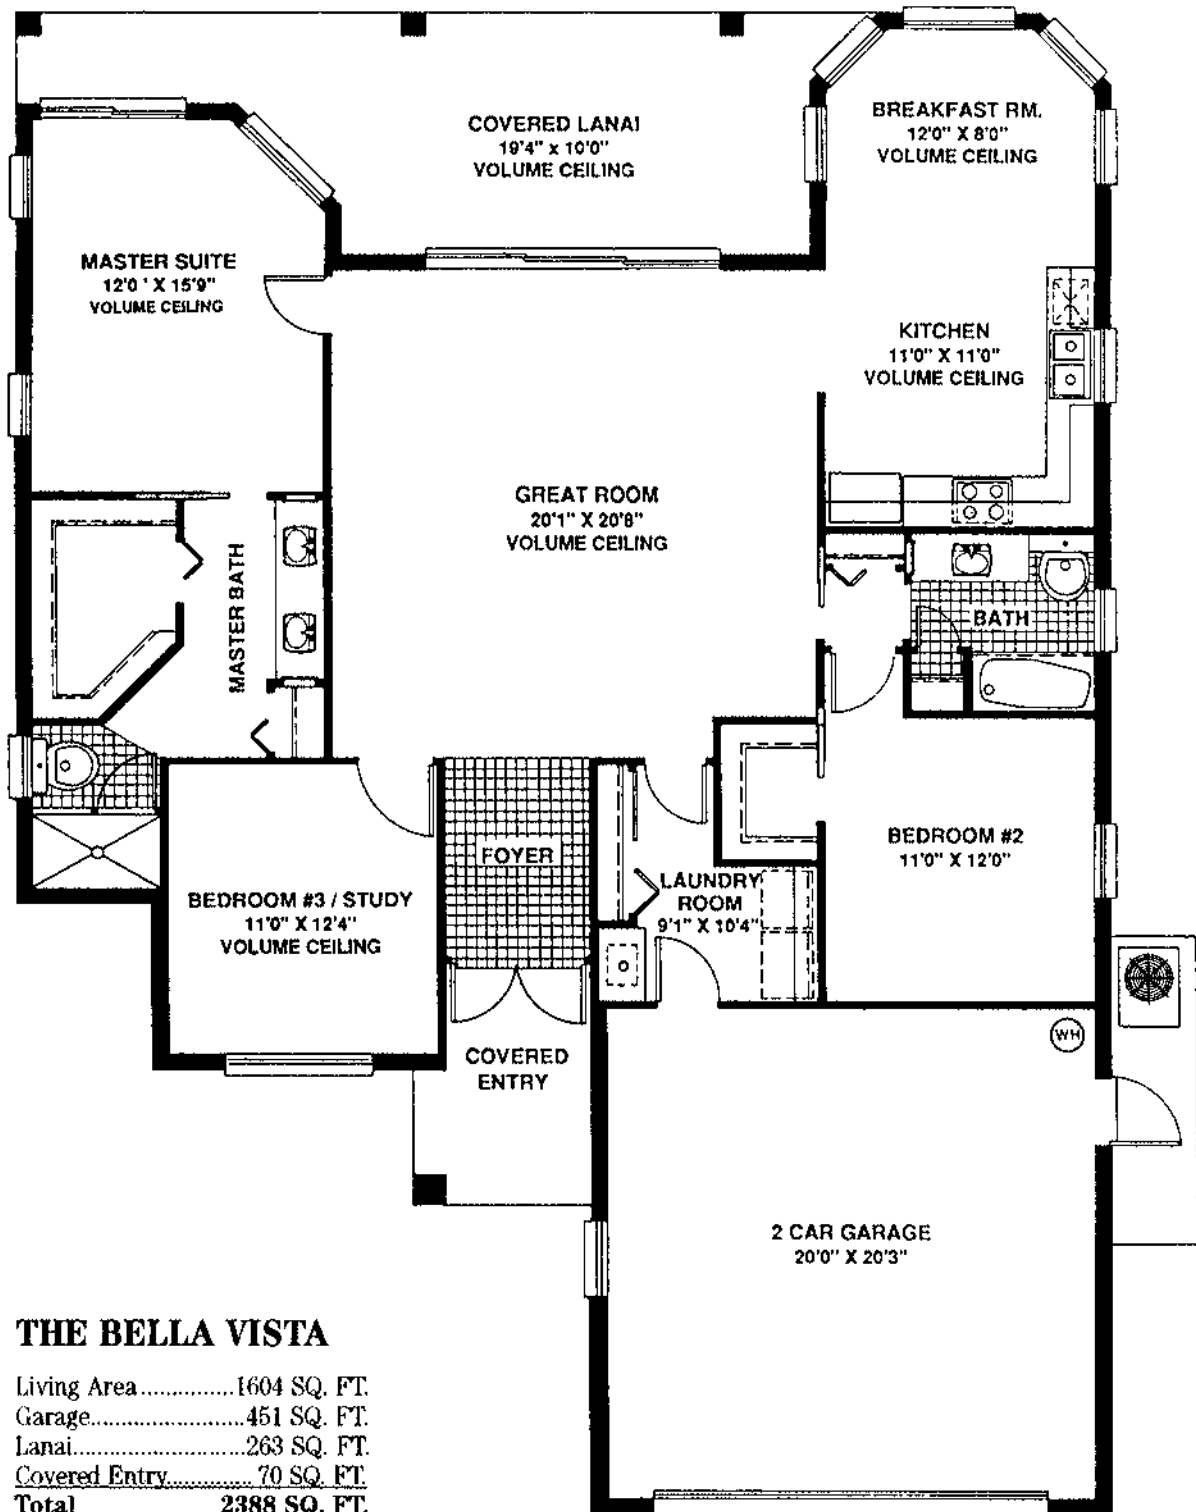 COVERED LANAI
19'4" x 10'0"
VOLUME CEILING
BREAKFAST RM.
12'0" X 8'0"
VOLUME CEILING
MASTER SUITE
12'0' X 15'9"
VOLUME CEILING
KITCHEN
11'0" X 11'0"
VOLUME CEILING
GREAT ROOM
20'1" X 20'8"
VOLUME CEILING
MASTER BATH
BATH
FOYER
BEDROOM #2
11'0" X 12'0"
LAUNDRY
ROOM
9'1" X 10'4"
BEDROOM #3 / STUDY
11'0" X 12'4"
VOLUME CEILING
WH
COVERED
ENTRY
2 CAR GARAGE
20'0" X 20'3"
THE BELLA VISTA
Living Area..............1604 SQ. FT.
Garage.......................451 SQ. FT.
Lanai..........................263 SQ. FT.
Covered Entry............. 70 SQ. FT.
Total 2388 SQ. FT.